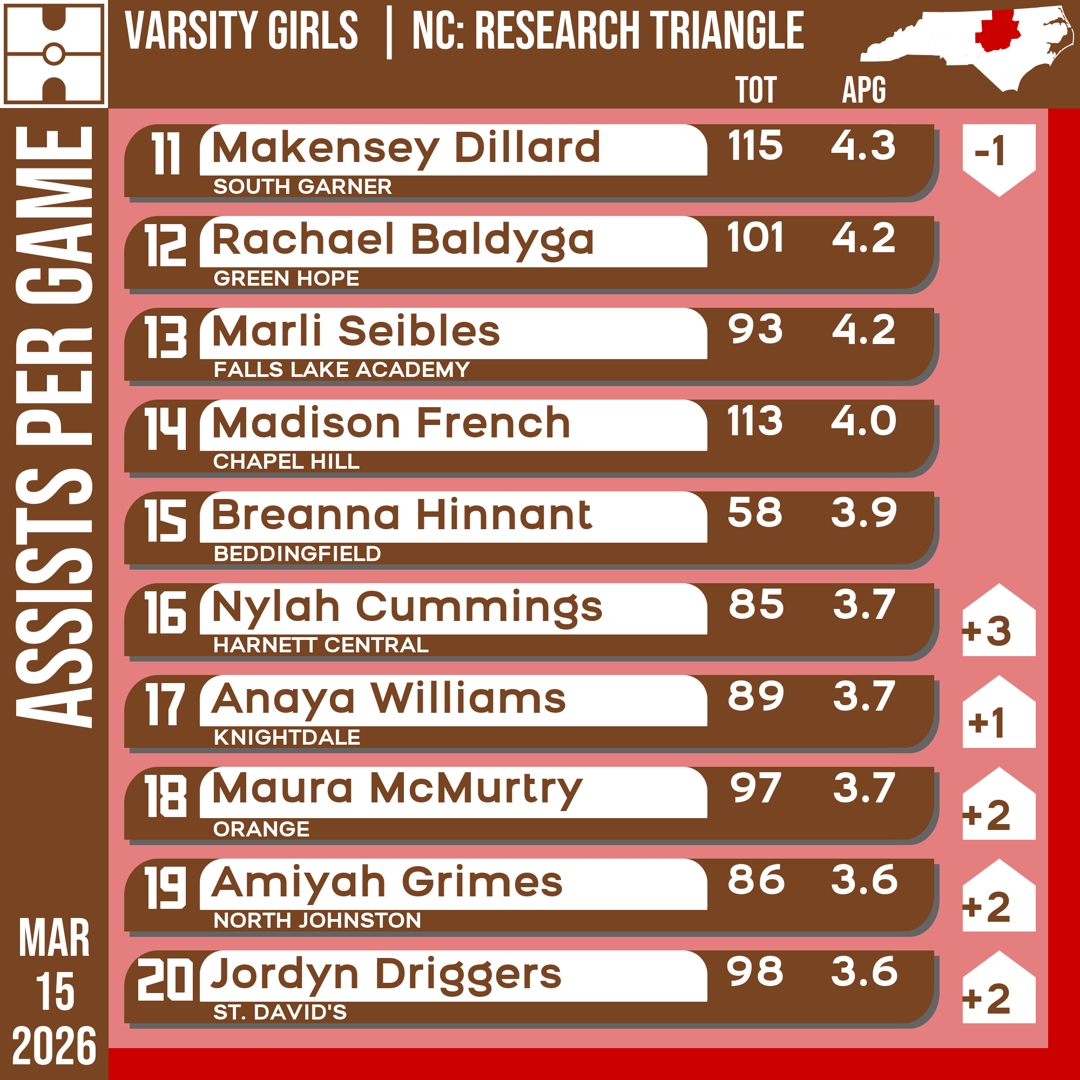 VARSITY GIRLS | NC: RESEARCH TRIANGLE
TOT APG
ASSISTS PER GAME
11 Makensey Dillard 115 4.3 -1
SOUTH GARNER
12 Rachael Baldyga 101 4.2
GREEN HOPE
13 Marli Seibles 93 4.2
FALLS LAKE ACADEMY
14 Madison French 113 4.0
CHAPEL HILL
15 Breanna Hinnant 58 3.9
BEDDINGFIELD
16 Nylah Cummings 85 3.7 +3
HARNETT CENTRAL
17 Anaya Williams 89 3.7 +1
KNIGHTDALE
18 Maura McMurtry 97 3.7 +2
ORANGE
19 Amiyah Grimes 86 3.6 +2
NORTH JOHNSTON
20 Jordyn Driggers 98 3.6 +2
ST. DAVID'S
MAR
15
2026